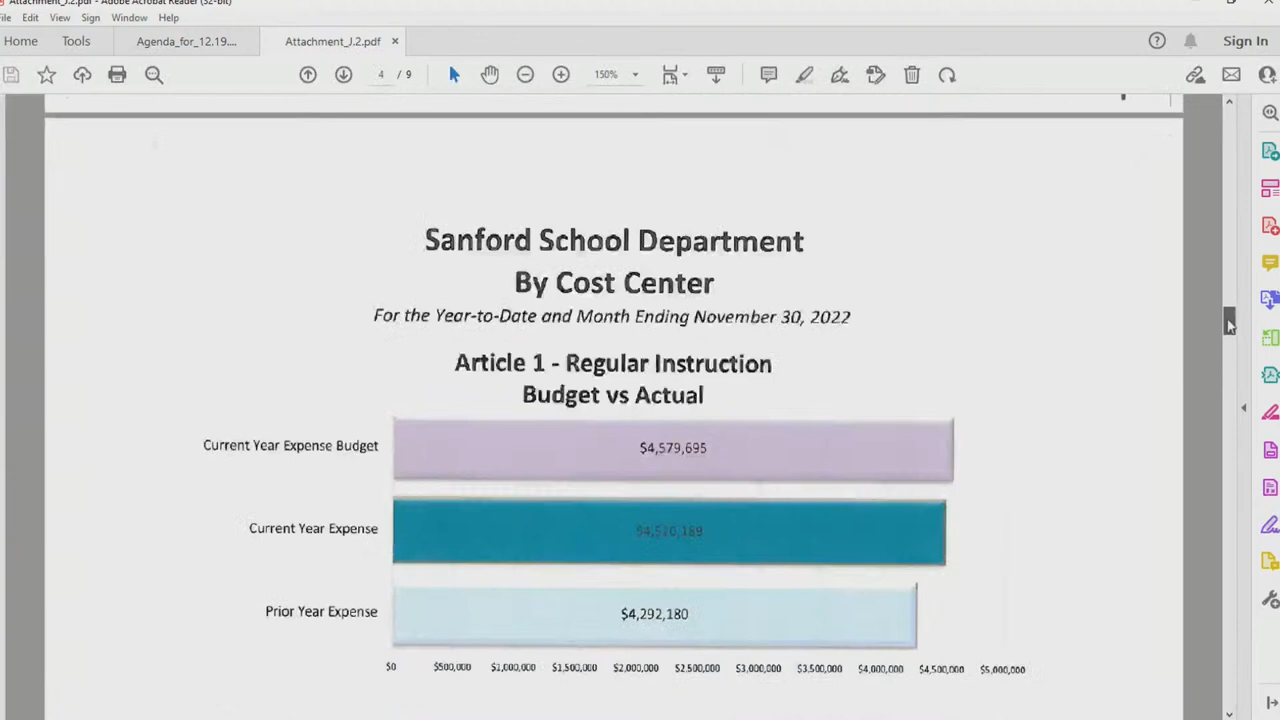 Attachment_J.2.pdf - Adobe Acrobat Reader (32-bit)
File Edit View Sign Window Help
Home Tools Agenda_for_12.19.... Attachment_J.2.pdf × Sign In
4 / 9 150%
Sanford School Department
By Cost Center
For the Year-to-Date and Month Ending November 30, 2022
Article 1 - Regular Instruction
Budget vs Actual
Current Year Expense Budget $4,579,695
Current Year Expense
Prior Year Expense $4,292,180
$0 $500,000 $1,000,000 $1,500,000 $2,000,000 $2,500,000 $3,000,000 $3,500,000 $4,000,000 $4,500,000 $5,000,000